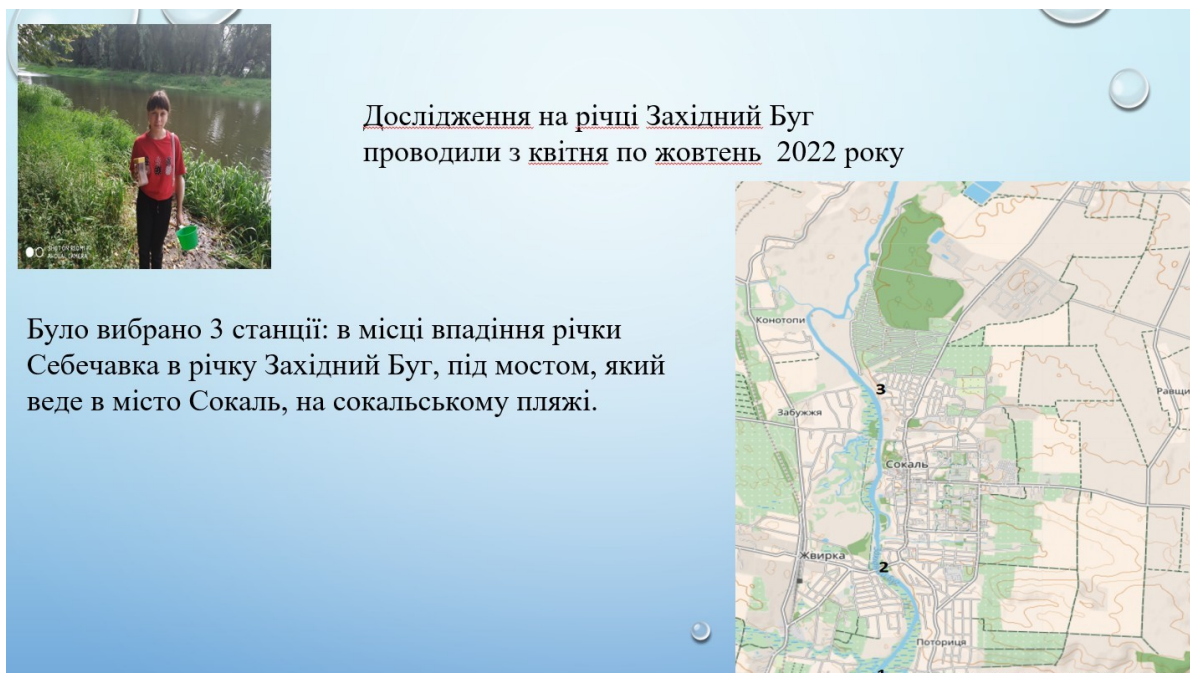 Дослідження на річці Західний Буг
проводили з квітня по жовтень 2022 року
Було вибрано 3 станції: в місці впадіння річки
Себечавка в річку Західний Буг, під мостом, який
веде в місто Сокаль, на сокальському пляжі.
Конотопи
3
Равщи
Забужжя
Сокаль
Жвирка
2
Поториця
1